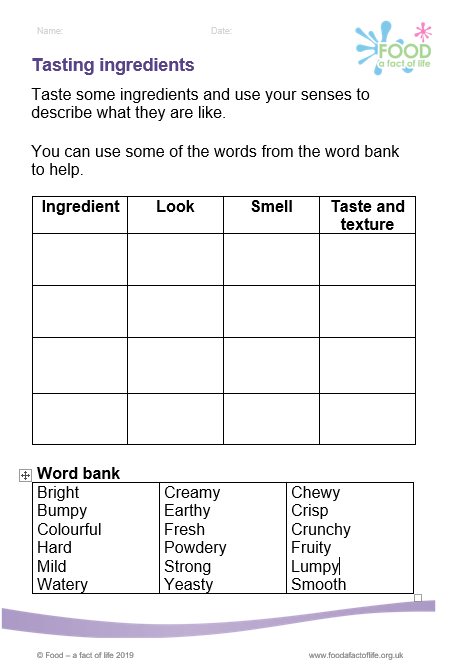 Name:
Date:
FOOD
a fact of life
Tasting ingredients
Taste some ingredients and use your senses to
describe what they are like.
You can use some of the words from the word bank
to help.
Ingredient
Look
Smell
Taste and
texture
Word bank
Bright
Bumpy
Colourful
Hard
Mild
Watery
Creamy
Earthy
Fresh
Powdery
Strong
Yeasty
Chewy
Crisp
Crunchy
Fruity
Lumpy
Smooth
© Food – a fact of life 2019
www.foodafactoflife.org.uk